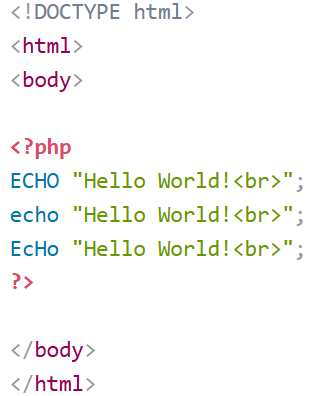 <!DOCTYPE html>
<html>
<body>

<?php
ECHO "Hello World!<br>";
echo "Hello World!<br>";
EcHo "Hello World!<br>";
?>

</body>
</html>